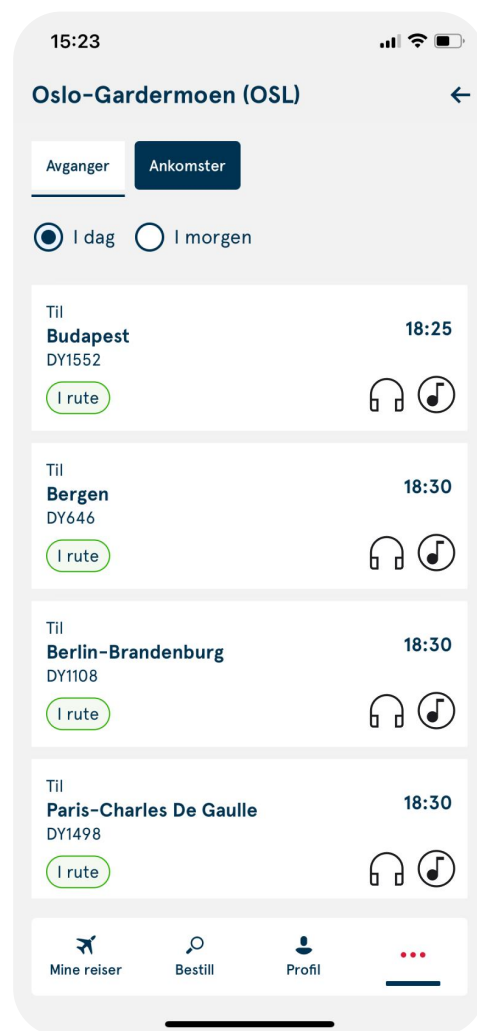 15:23
Oslo-Gardermoen (OSL)
Avganger
Ankomster
I dag
I morgen
Til
Budapest
18:25
DY1552
I rute
Til
Bergen
18:30
DY646
I rute
Til
Berlin-Brandenburg
18:30
DY1108
I rute
Til
Paris-Charles De Gaulle
18:30
DY1498
I rute
Mine reiser
Bestill
Profil